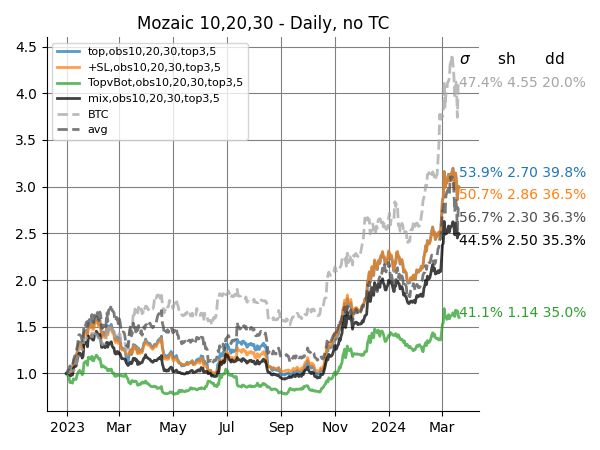 Mozaic 10,20,30 - Daily, no TC
top,obs10,20,30,top3,5
+SL,obs10,20,30,top3,5
TopvBot,obs10,20,30,top3,5
mix,obs10,20,30,top3,5
BTC
avg
σ sh dd
47.4% 4.55 20.0%
53.9% 2.70 39.8%
50.7% 2.86 36.5%
56.7% 2.30 36.3%
44.5% 2.50 35.3%
41.1% 1.14 35.0%
4.5
4.0
3.5
3.0
2.5
2.0
1.5
1.0
2023 Mar May Jul Sep Nov 2024 Mar